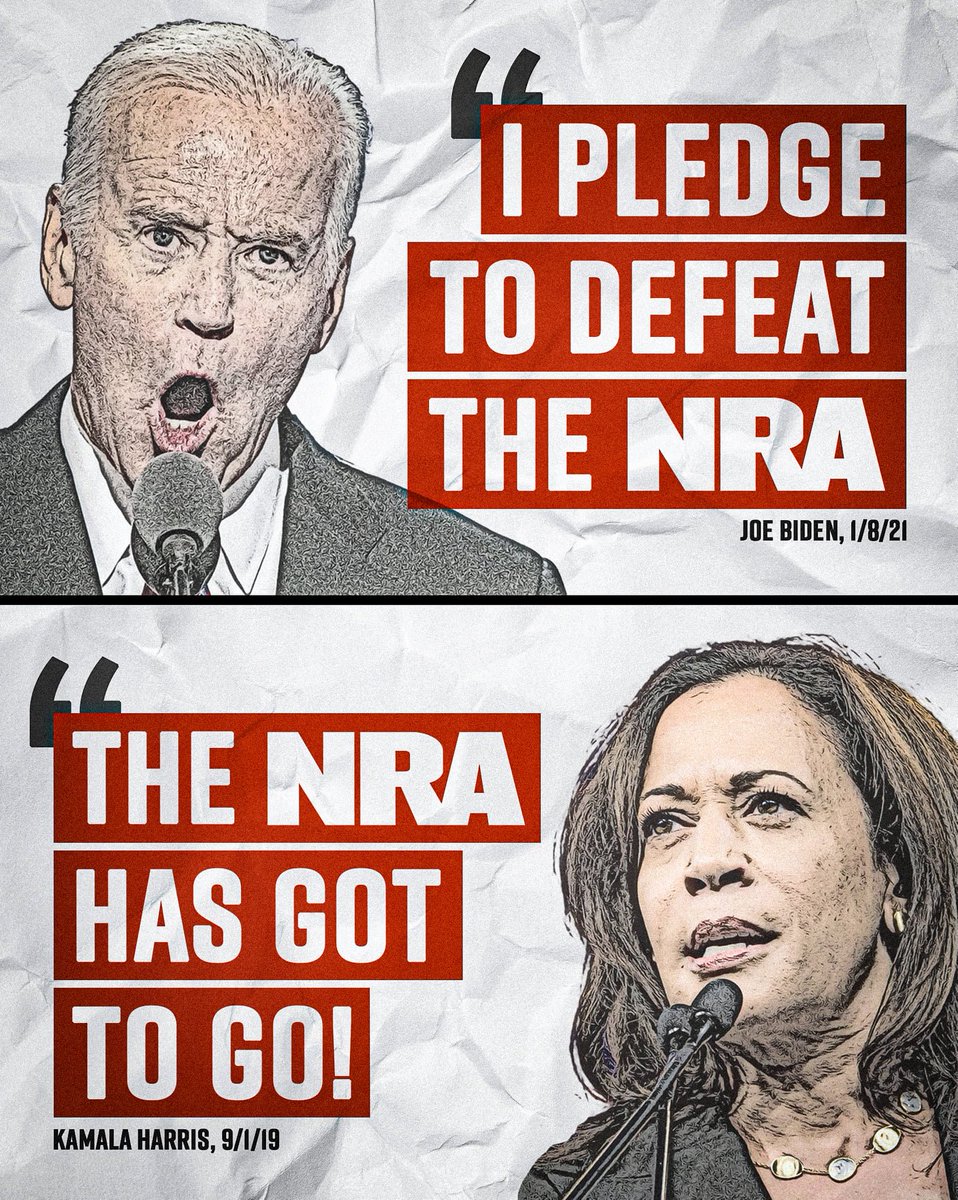 “I PLEDGE
TO DEFEAT
THE NRA
JOE BIDEN, 1/8/21
“THE NRA
HAS GOT
TO GO!
KAMALA HARRIS, 9/1/19